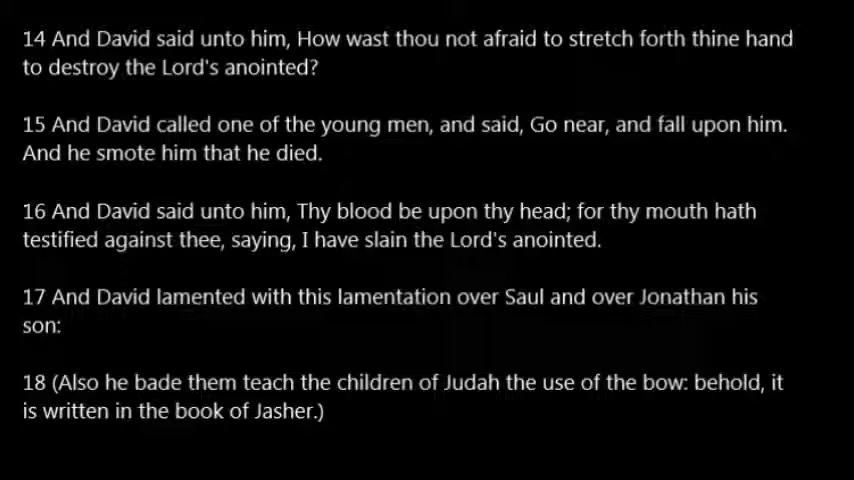 14 And David said unto him, How wast thou not afraid to stretch forth thine hand
to destroy the Lord's anointed?
15 And David called one of the young men, and said, Go near, and fall upon him.
And he smote him that he died.
16 And David said unto him, Thy blood be upon thy head; for thy mouth hath
testified against thee, saying, I have slain the Lord's anointed.
17 And David lamented with this lamentation over Saul and over Jonathan his
son:
18 (Also he bade them teach the children of Judah the use of the bow: behold, it
is written in the book of Jasher.)